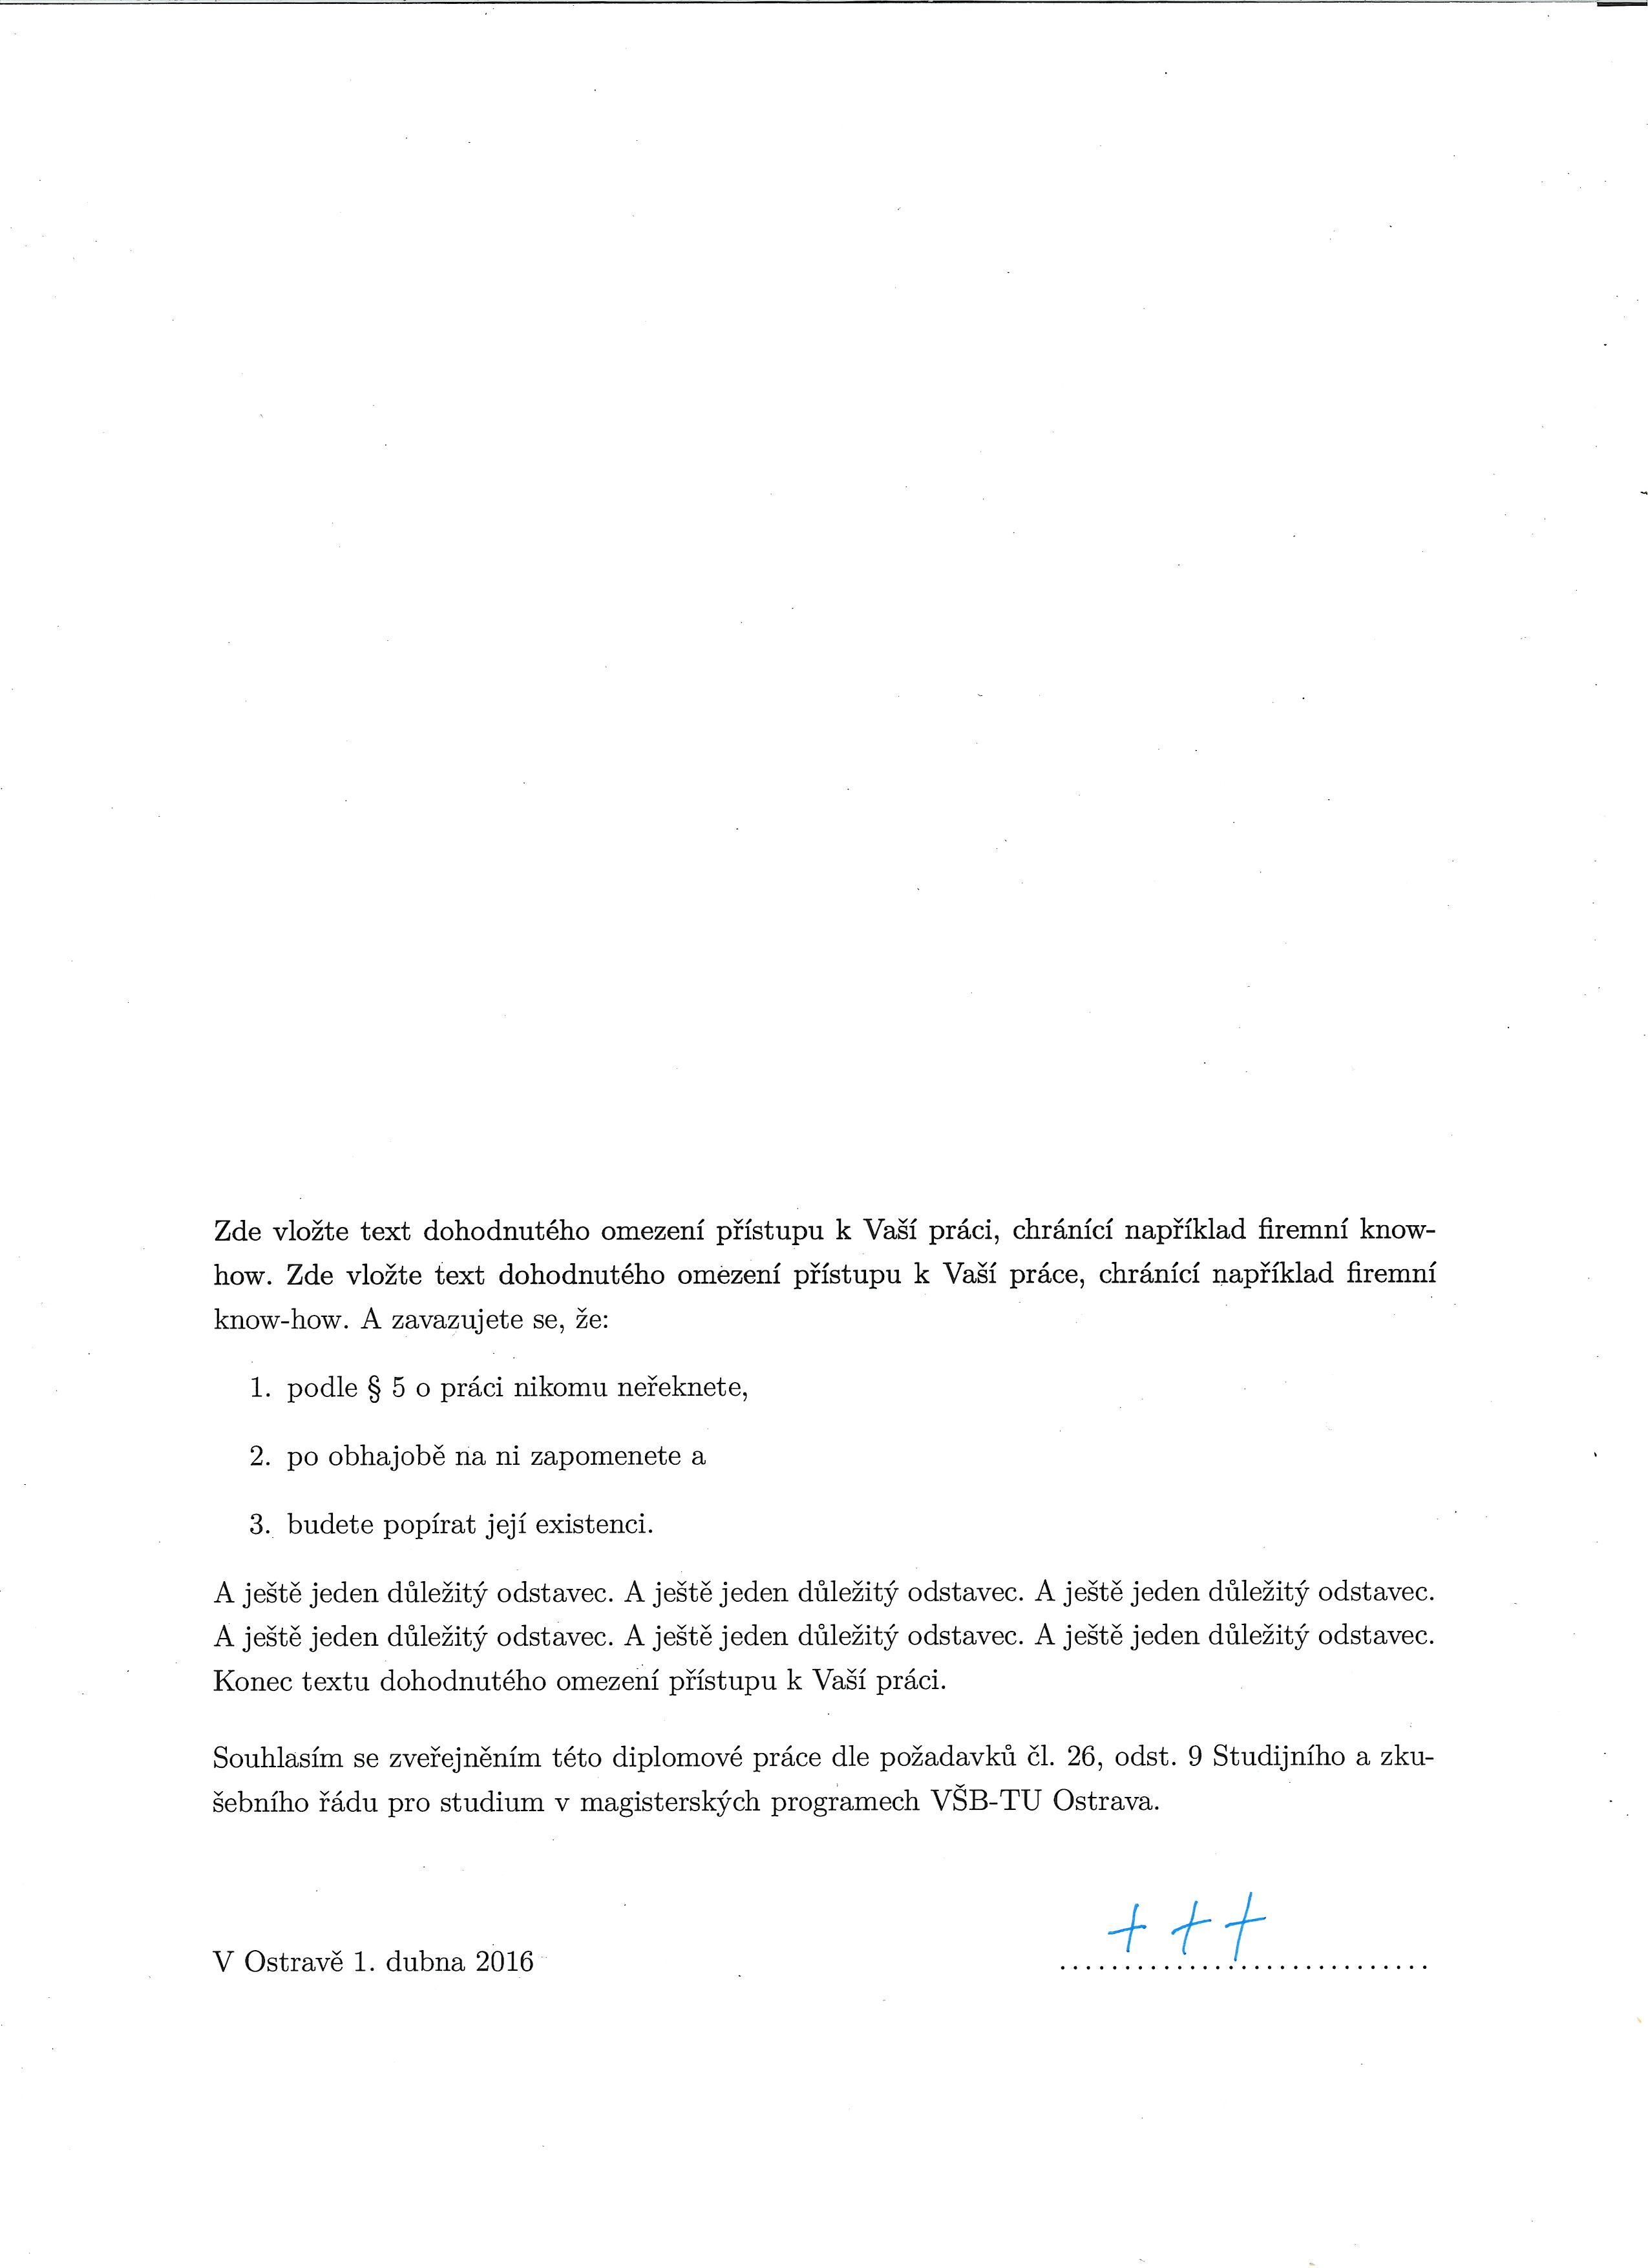 Zde vložte text dohodnutého omezení přístupu k Vaší práci, chránící například firemní know-
how. Zde vložte text dohodnutého omezení přístupu k Vaší práce, chránící například firemní
know-how. A zavazujete se, že:
1. podle § 5 o práci nikomu neřeknete,
2. po obhajobě na ni zapomenete a
3. budete popírat její existenci.
A ještě jeden důležitý odstavec. A ještě jeden důležitý odstavec. A ještě jeden důležitý odstavec.
A ještě jeden důležitý odstavec. A ještě jeden důležitý odstavec. A ještě jeden důležitý odstavec.
Konec textu dohodnutého omezení přístupu k Vaší práci.
Souhlasím se zveřejněním této diplomové práce dle požadavků čl. 26, odst. 9 Studijního a zku-
šebního řádu pro studium v magisterských programech VŠB-TU Ostrava.
+ + +
V Ostravě 1. dubna 2016 .............................